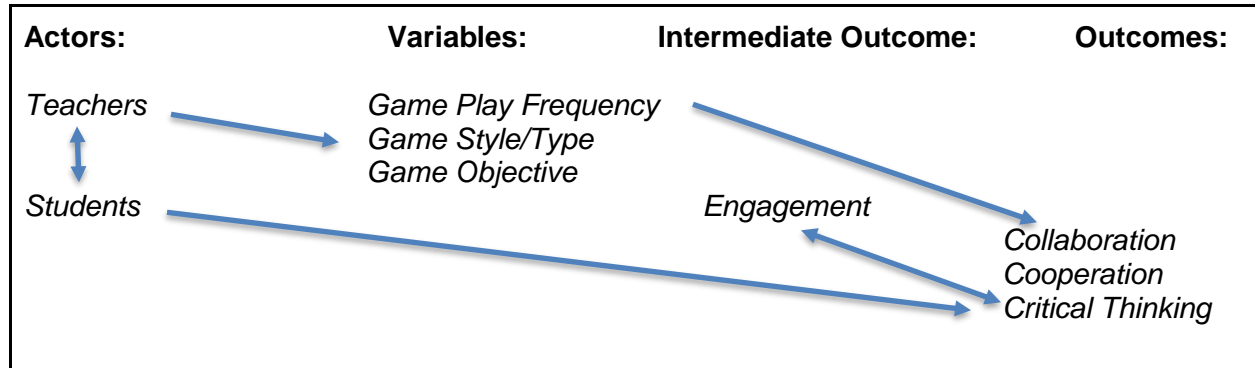 Actors: Variables: Intermediate Outcome: Outcomes:
Teachers Game Play Frequency
Game Style/Type
Game Objective
Students Engagement
Collaboration
Cooperation
Critical Thinking